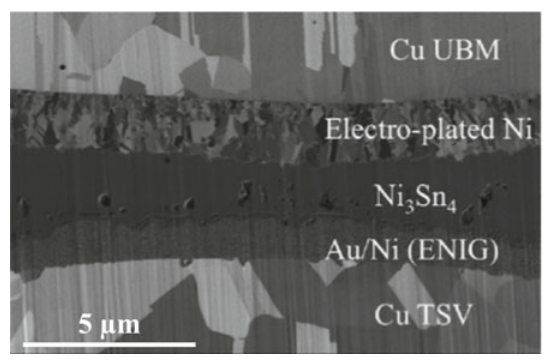 Cu UBM
Electro-plated Ni
Ni₃Sn₄
Au/Ni (ENIG)
Cu TSV
5 µm